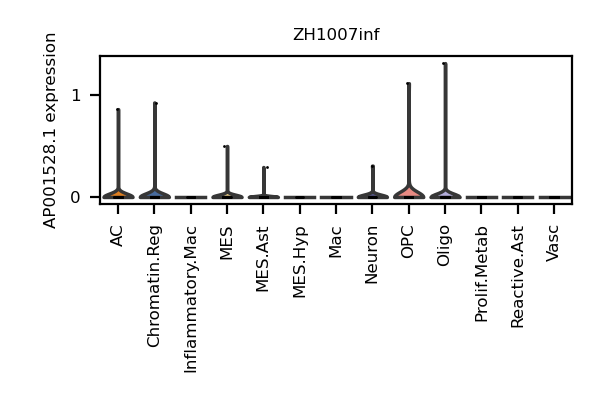 ZH1007inf
AP001528.1 expression
1
0
AC
Chromatin.Reg
Inflammatory.Mac
MES
MES.Ast
MES.Hyp
Mac
Neuron
OPC
Oligo
Prolif.Metab
Reactive.Ast
Vasc